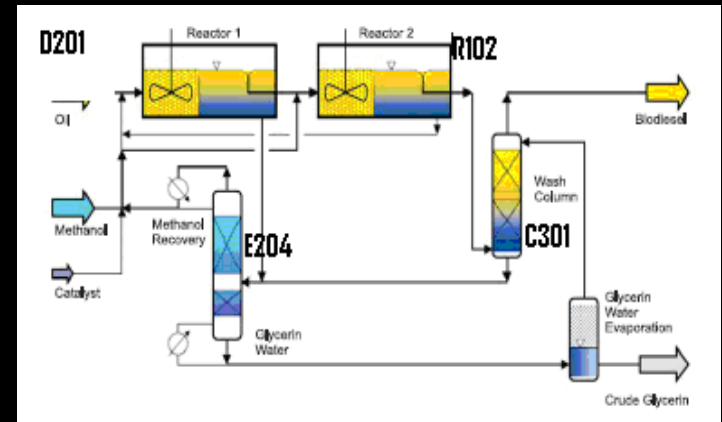 D201
Reactor 1
Reactor 2
R102
Oil
Biodiesel
Wash
Column
Methanol
Methanol
Recovery
E204
C301
Catalyst
Glycerin
Water
Glycerin
Water
Evaporation
Crude Glycerin